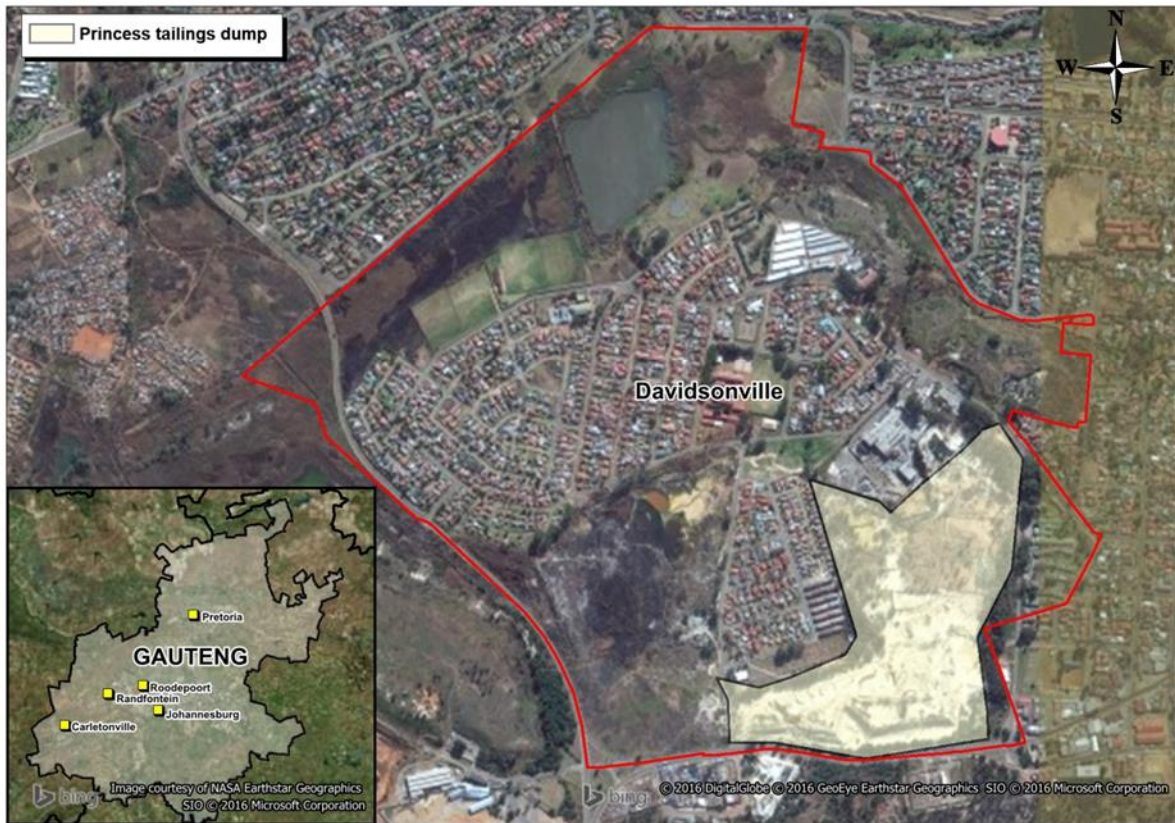 Princess tailings dump
N
W E
S
Davidsonville
Pretoria
GAUTENG
Roodepoort
Randfontein
Johannesburg
Carletonville
bing
Image courtesy of NASA Earthstar Geographics
SIO © 2016 Microsoft Corporation
bing
© 2016 DigitalGlobe © 2016 GeoEye Earthstar Geographics SIO © 2016 Microsoft Corporation